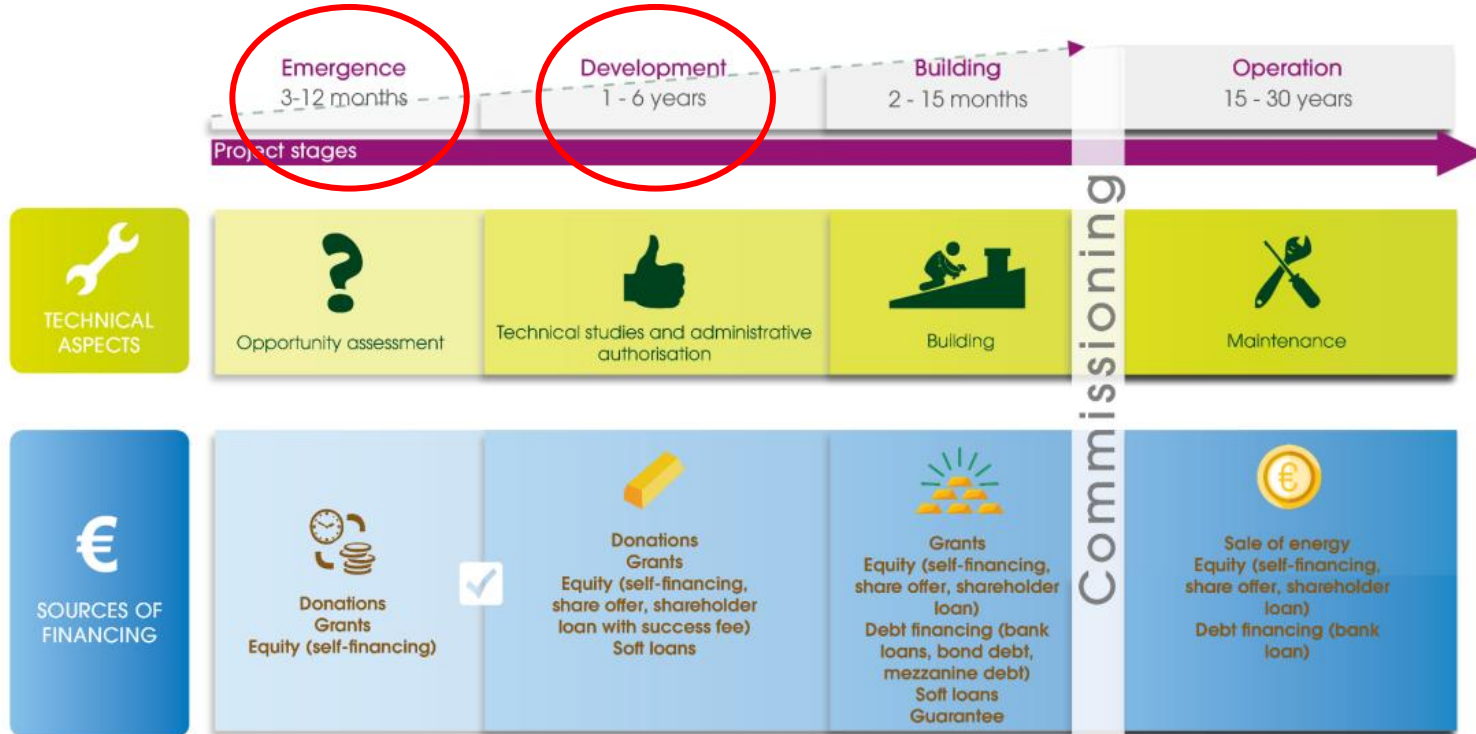 Emergence
3-12 months
Development
1 - 6 years
Building
2 - 15 months
Operation
15 - 30 years
Project stages
Commissioning
TECHNICAL
ASPECTS
Opportunity assessment
Technical studies and administrative
authorisation
Building
Maintenance
€
SOURCES OF
FINANCING
Donations
Grants
Equity (self-financing)
Donations
Grants
Equity (self-financing,
share offer, shareholder
loan with success fee)
Soft loans
Grants
Equity (self-financing,
share offer, shareholder
loan)
Debt financing (bank
loans, bond debt,
mezzanine debt)
Soft loans
Guarantee
€
Sale of energy
Equity (self-financing,
share offer, shareholder
loan)
Debt financing (bank
loan)